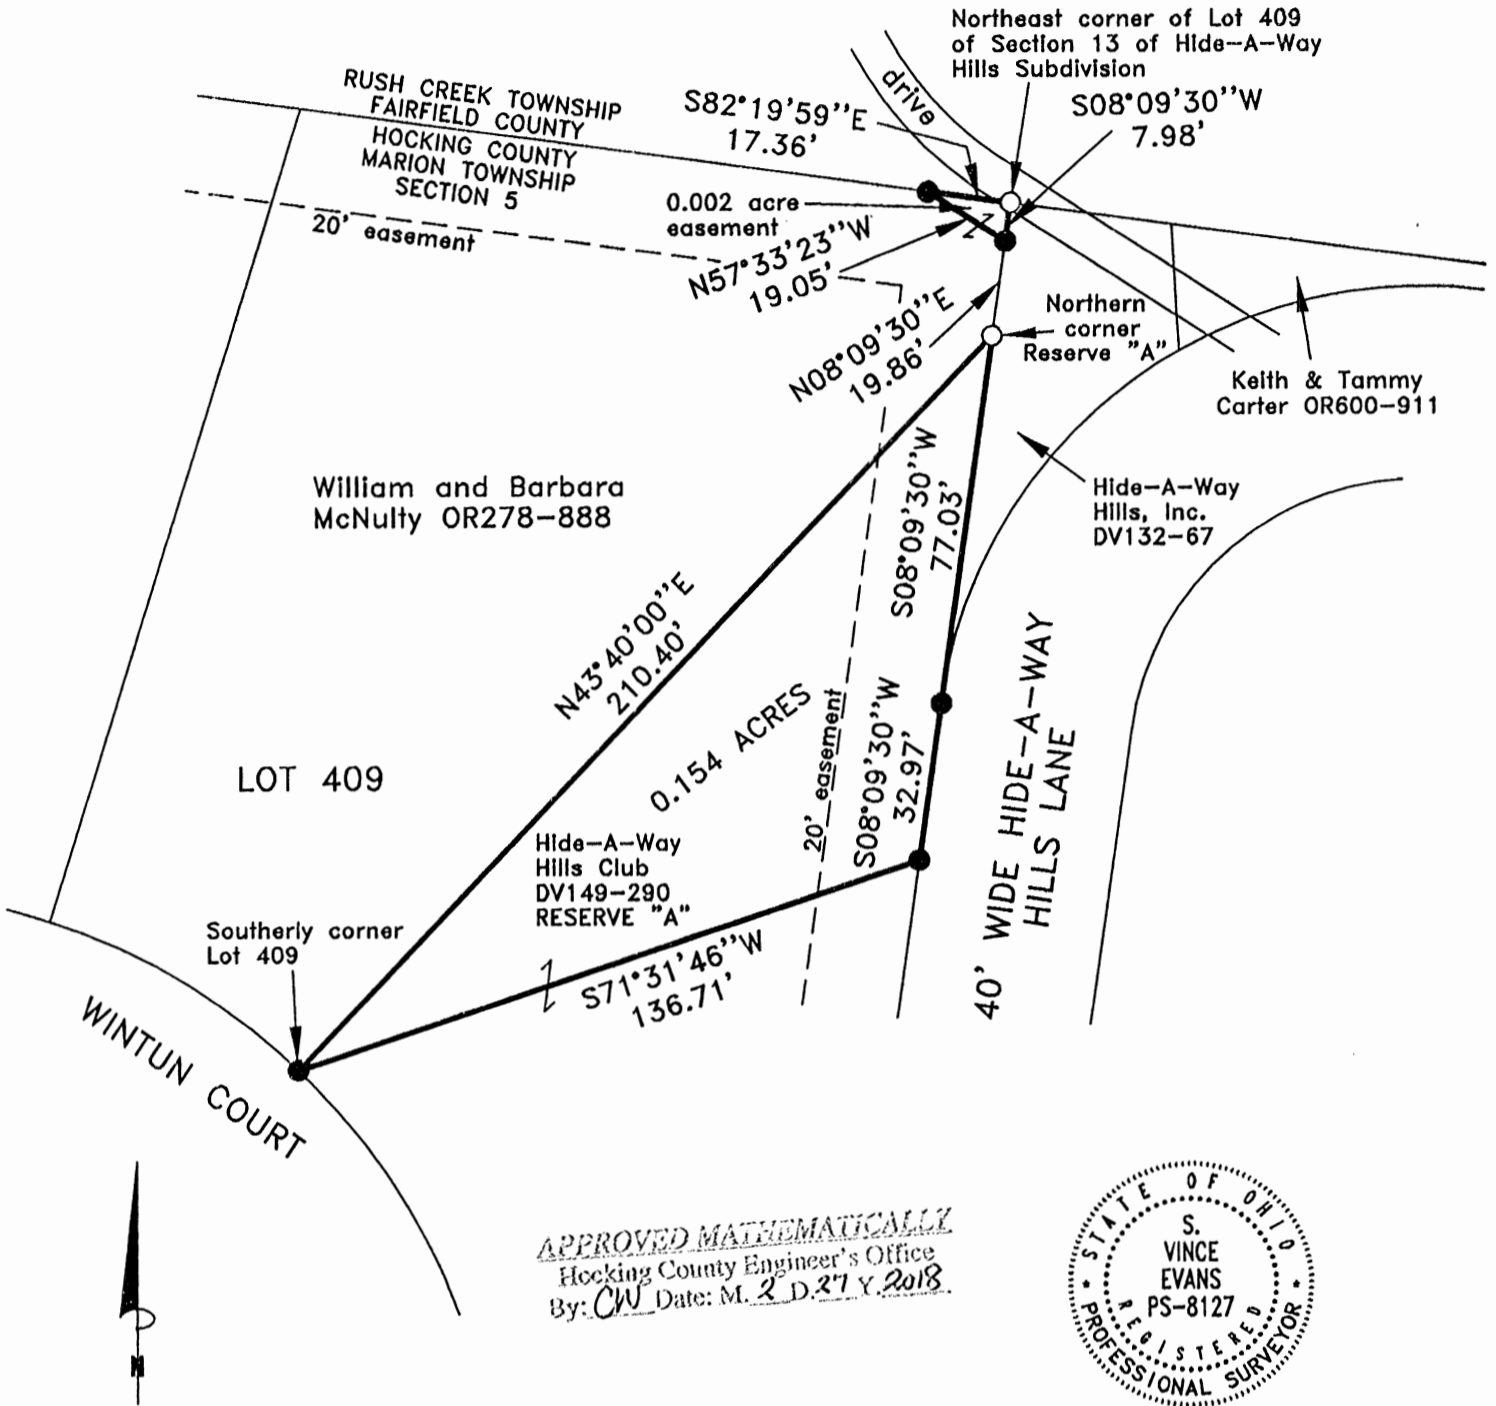 Northeast corner of Lot 409
of Section 13 of Hide-A-Way
Hills Subdivision
RUSH CREEK TOWNSHIP
FAIRFIELD COUNTY
HOCKING COUNTY
MARION TOWNSHIP
SECTION 5
S82°19'59''E
17.36'
drive
S08°09'30''W
7.98'
20' easement
0.002 acre
easement
N57°33'23''W
19.05'
N08°09'30''E
19.86'
Northern
corner
Reserve "A"
Keith & Tammy
Carter OR600-911
William and Barbara
McNulty OR278-888
S08°09'30''W
77.03'
Hide-A-Way
Hills, Inc.
DV132-67
N43°40'00''E
210.40'
0.154 ACRES
20' easement
S08°09'30''W
32.97'
40' WIDE HIDE-A-WAY
HILLS LANE
LOT 409
Hide-A-Way
Hills Club
DV149-290
RESERVE "A"
Southerly corner
Lot 409
S71°31'46''W
136.71'
WINTUN COURT
N
APPROVED MATHEMATICALLY
Hocking County Engineer's Office
By: CW Date: M. 2 D. 27 Y. 2018
STATE OF OHIO
S.
VINCE
EVANS
PS-8127
REGISTERED
PROFESSIONAL SURVEYOR